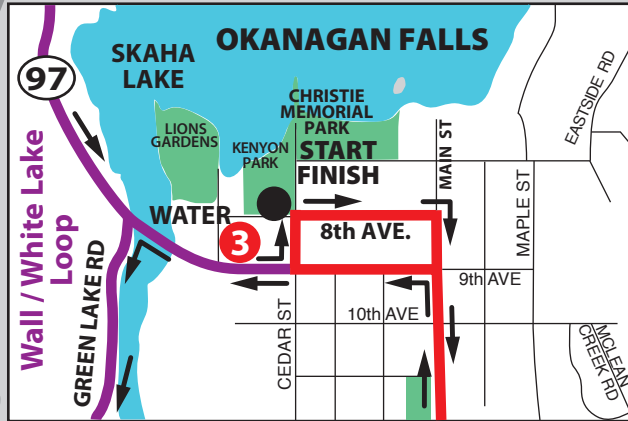 OKANAGAN FALLS
SKAHA
LAKE
97
CHRISTIE
MEMORIAL
PARK
LIONS
GARDENS
KENYON
PARK
START
FINISH
MAIN ST
EASTSIDE RD
MAPLE ST
WATER
3
8th AVE.
9th AVE
10th AVE
CEDAR ST
GREEN LAKE RD
Wall / White Lake
Loop
MCLEAN
CREEK RD